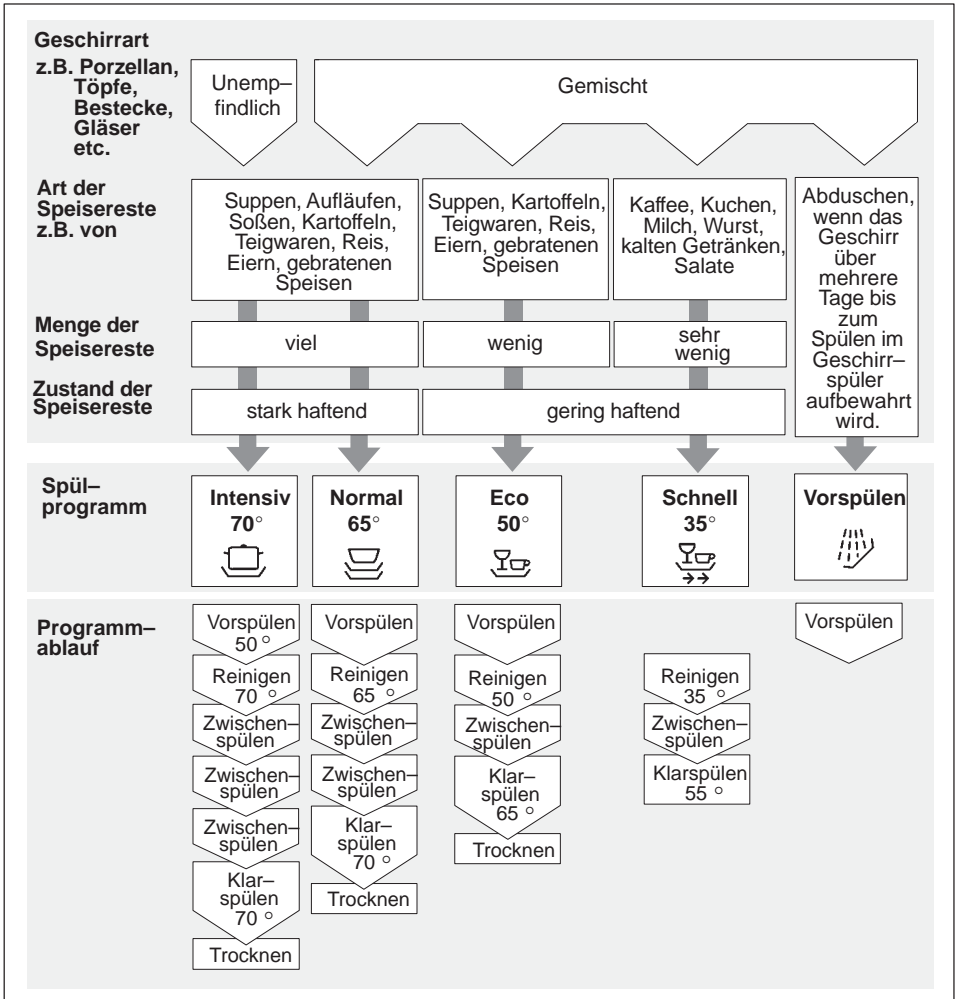 Geschirrart
z.B. Porzellan,
Töpfe,
Bestecke,
Gläser
etc.
Unemp–
findlich
Gemischt
Art der
Speisereste
z.B. von
Suppen, Aufläufen,
Soßen, Kartoffeln,
Teigwaren, Reis,
Eiern, gebratenen
Speisen
Suppen, Kartoffeln,
Teigwaren, Reis,
Eiern, gebratenen
Speisen
Kaffee, Kuchen,
Milch, Wurst,
kalten Getränken,
Salate
Abduschen,
wenn das
Geschirr
über
mehrere
Tage bis
zum
Spülen im
Geschirr–
spüler
aufbewahrt
wird.
Menge der
Speisereste
viel
wenig
sehr
wenig
Zustand der
Speisereste
stark haftend
gering haftend
Spül–
programm
Intensiv
70°
Normal
65°
Eco
50°
Schnell
35°
Vorspülen
Programm–
ablauf
Vorspülen
50 °
Reinigen
70 °
Zwischen–
spülen
Zwischen–
spülen
Zwischen–
spülen
Klar–
spülen
70 °
Trocknen
Vorspülen
Reinigen
65 °
Zwischen–
spülen
Zwischen–
spülen
Klar–
spülen
70 °
Trocknen
Vorspülen
Reinigen
50 °
Zwischen–
spülen
Klar–
spülen
65 °
Trocknen
Reinigen
35 °
Zwischen–
spülen
Klarspülen
55 °
Vorspülen